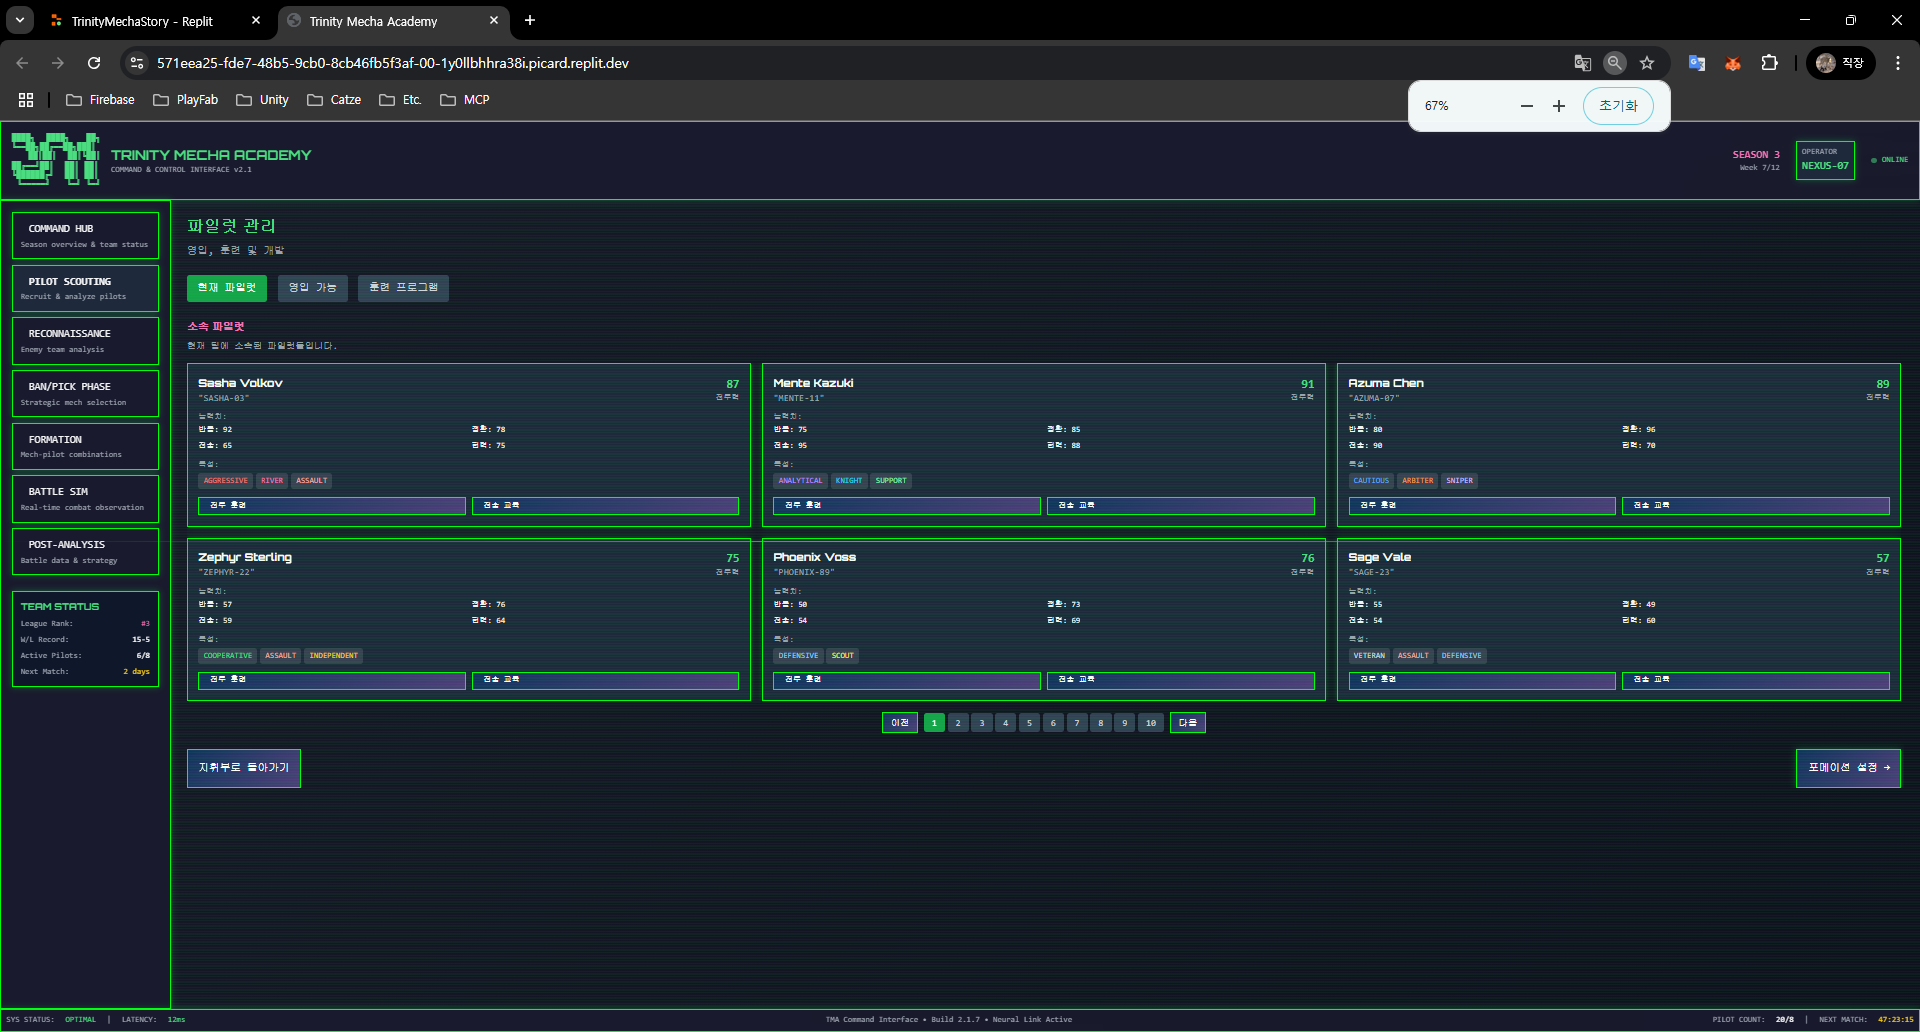 TrinityMechaStory - Replit
Trinity Mecha Academy
571eea25-fde7-48b5-9cb0-8cb46fb5f3af-00-1y0llbhhra38i.picard.replit.dev
직장
Firebase
PlayFab
Unity
Catze
Etc.
MCP
67%
초기화
TRINITY MECHA ACADEMY
COMMAND & CONTROL INTERFACE v2.1
SEASON 3
Week 7/12
OPERATOR
NEXUS-07
ONLINE
COMMAND HUB
Season overview & team status
PILOT SCOUTING
Recruit & analyze pilots
RECONNAISSANCE
Enemy team analysis
BAN/PICK PHASE
Strategic mech selection
FORMATION
Mech-pilot combinations
BATTLE SIM
Real-time combat observation
POST-ANALYSIS
Battle data & strategy
TEAM STATUS
League Rank: #3
W/L Record: 15-5
Active Pilots: 6/8
Next Match: 2 days
파일럿 관리
영입, 훈련 및 개발
현재 파일럿
영입 가능
훈련 프로그램
소속 파일럿
현재 팀에 소속된 파일럿들입니다.
Sasha Volkov 87
"SASHA-03" 전투력
능력치:
반응: 92 정확: 78
전술: 65 협력: 75
특성:
AGGRESSIVE RIVER ASSAULT
전투 훈련 전술 교육
Mente Kazuki 91
"MENTE-11" 전투력
능력치:
반응: 75 정확: 85
전술: 95 협력: 88
특성:
ANALYTICAL KNIGHT SUPPORT
전투 훈련 전술 교육
Azuma Chen 89
"AZUMA-07" 전투력
능력치:
반응: 80 정확: 96
전술: 90 협력: 70
특성:
CAUTIOUS ARBITER SNIPER
전투 훈련 전술 교육
Zephyr Sterling 75
"ZEPHYR-22" 전투력
능력치:
반응: 57 정확: 76
전술: 59 협력: 64
특성:
COOPERATIVE ASSAULT INDEPENDENT
전투 훈련 전술 교육
Phoenix Voss 76
"PHOENIX-89" 전투력
능력치:
반응: 50 정확: 73
전술: 54 협력: 69
특성:
DEFENSIVE SCOUT
전투 훈련 전술 교육
Sage Vale 57
"SAGE-23" 전투력
능력치:
반응: 55 정확: 49
전술: 54 협력: 60
특성:
VETERAN ASSAULT DEFENSIVE
전투 훈련 전술 교육
이전 1 2 3 4 5 6 7 8 9 10 다음
지휘부로 돌아가기
포메이션 설정 →
SYS STATUS: OPTIMAL | LATENCY: 12ms
TMA Command Interface • Build 2.1.7 • Neural Link Active
PILOT COUNT: 20/8 | NEXT MATCH: 47:23:15